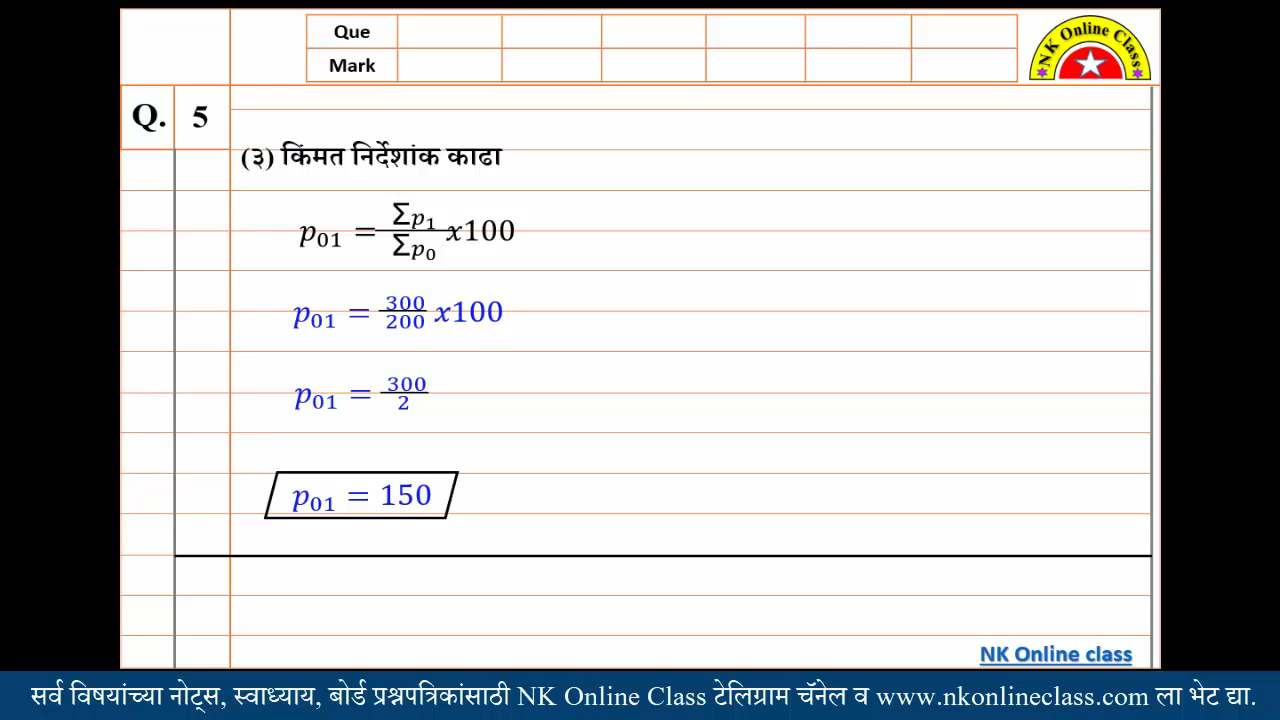 Que
Mark
NK Online Class
Q. 5
(३) किंमत निर्देशांक काढा
p₀₁ = Σp₁/Σp₀ x100
p₀₁ = 300/200 x100
p₀₁ = 300/2
p₀₁ = 150
NK Online class
सर्व विषयांच्या नोट्स, स्वाध्याय, बोर्ड प्रश्नपत्रिकांसाठी NK Online Class टेलिग्राम चॅनेल व www.nkonlineclass.com ला भेट द्या.